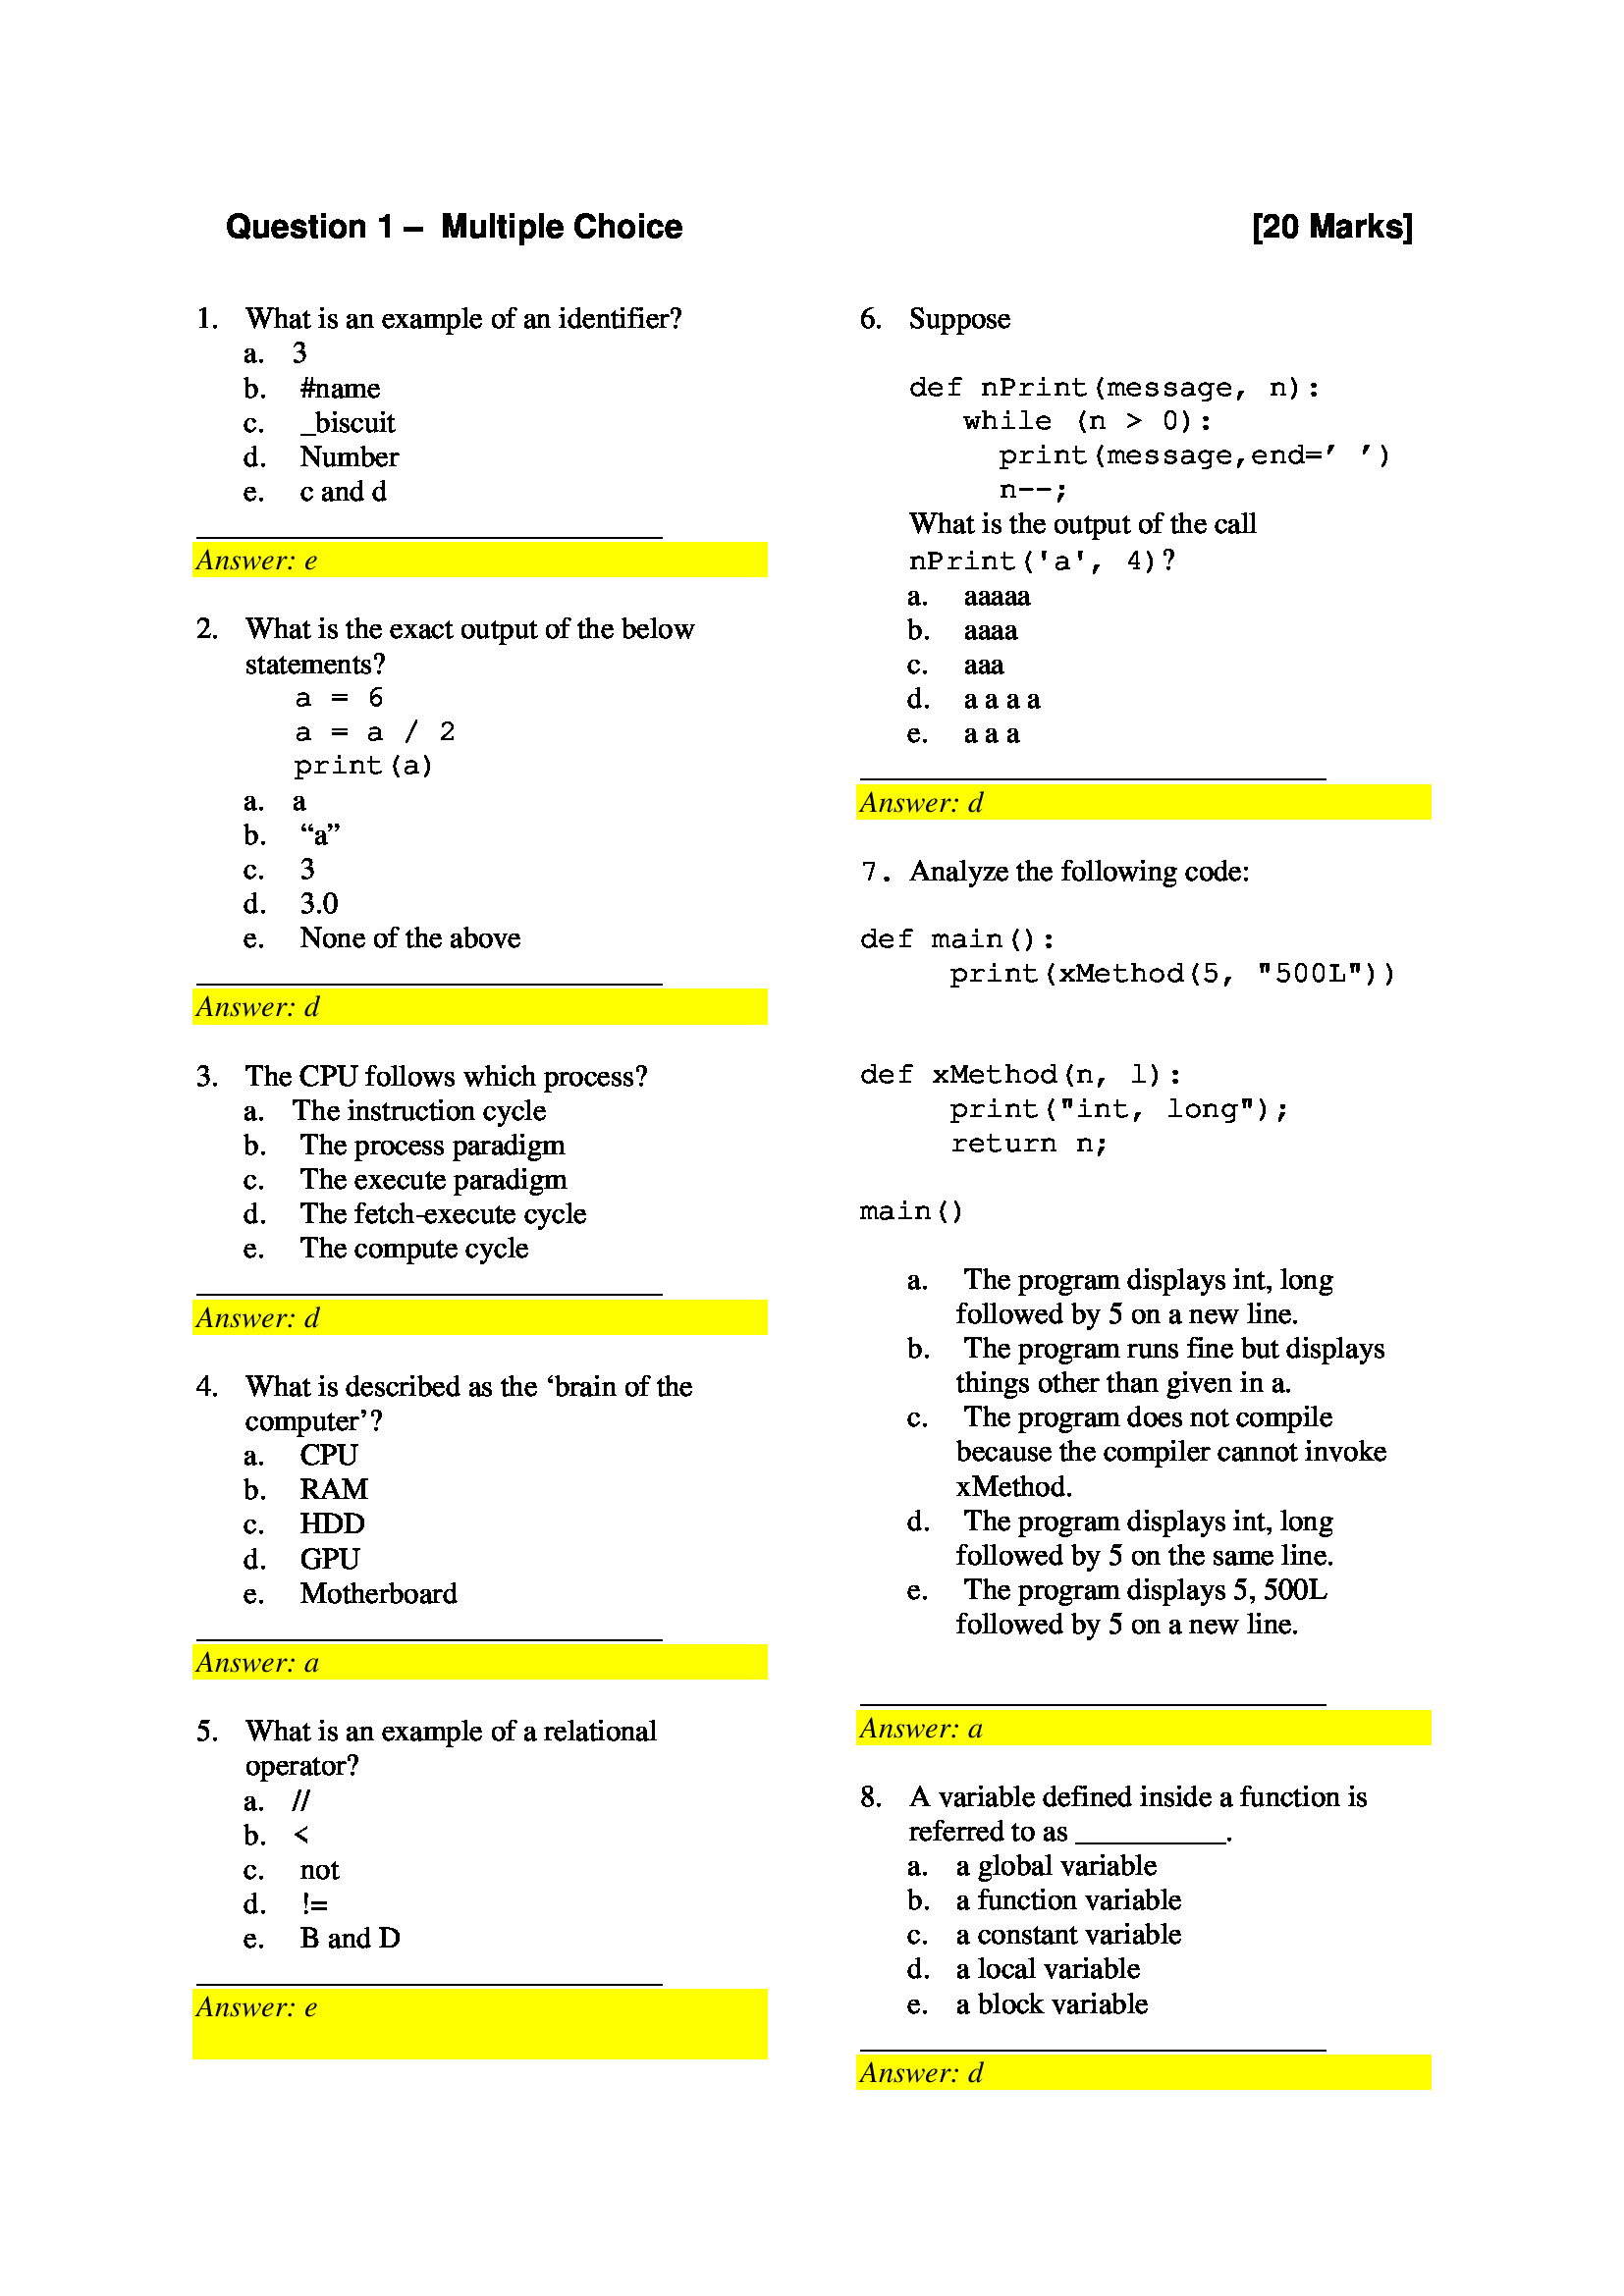 Question 1 –  Multiple Choice [20 Marks]
1. What is an example of an identifier?
a. 3
b. #name
c. _biscuit
d. Number
e. c and d
Answer: e
2. What is the exact output of the below
statements?
a = 6
a = a / 2
print(a)
a. a
b. “a”
c. 3
d. 3.0
e. None of the above
Answer: d
3. The CPU follows which process?
a. The instruction cycle
b. The process paradigm
c. The execute paradigm
d. The fetch-execute cycle
e. The compute cycle
Answer: d
4. What is described as the ‘brain of the
computer’?
a. CPU
b. RAM
c. HDD
d. GPU
e. Motherboard
Answer: a
5. What is an example of a relational
operator?
a. //
b. <
c. not
d. !=
e. B and D
Answer: e
6. Suppose
def nPrint(message, n):
while (n > 0):
print(message,end=’ ’)
n--;
What is the output of the call
nPrint('a', 4)?
a. aaaaa
b. aaaa
c. aaa
d. a a a a
e. a a a
Answer: d
7. Analyze the following code:
def main():
print(xMethod(5, "500L"))
def xMethod(n, l):
print("int, long");
return n;
main()
a. The program displays int, long
followed by 5 on a new line.
b. The program runs fine but displays
things other than given in a.
c. The program does not compile
because the compiler cannot invoke
xMethod.
d. The program displays int, long
followed by 5 on the same line.
e. The program displays 5, 500L
followed by 5 on a new line.
Answer: a
8. A variable defined inside a function is
referred to as __________.
a. a global variable
b. a function variable
c. a constant variable
d. a local variable
e. a block variable
Answer: d